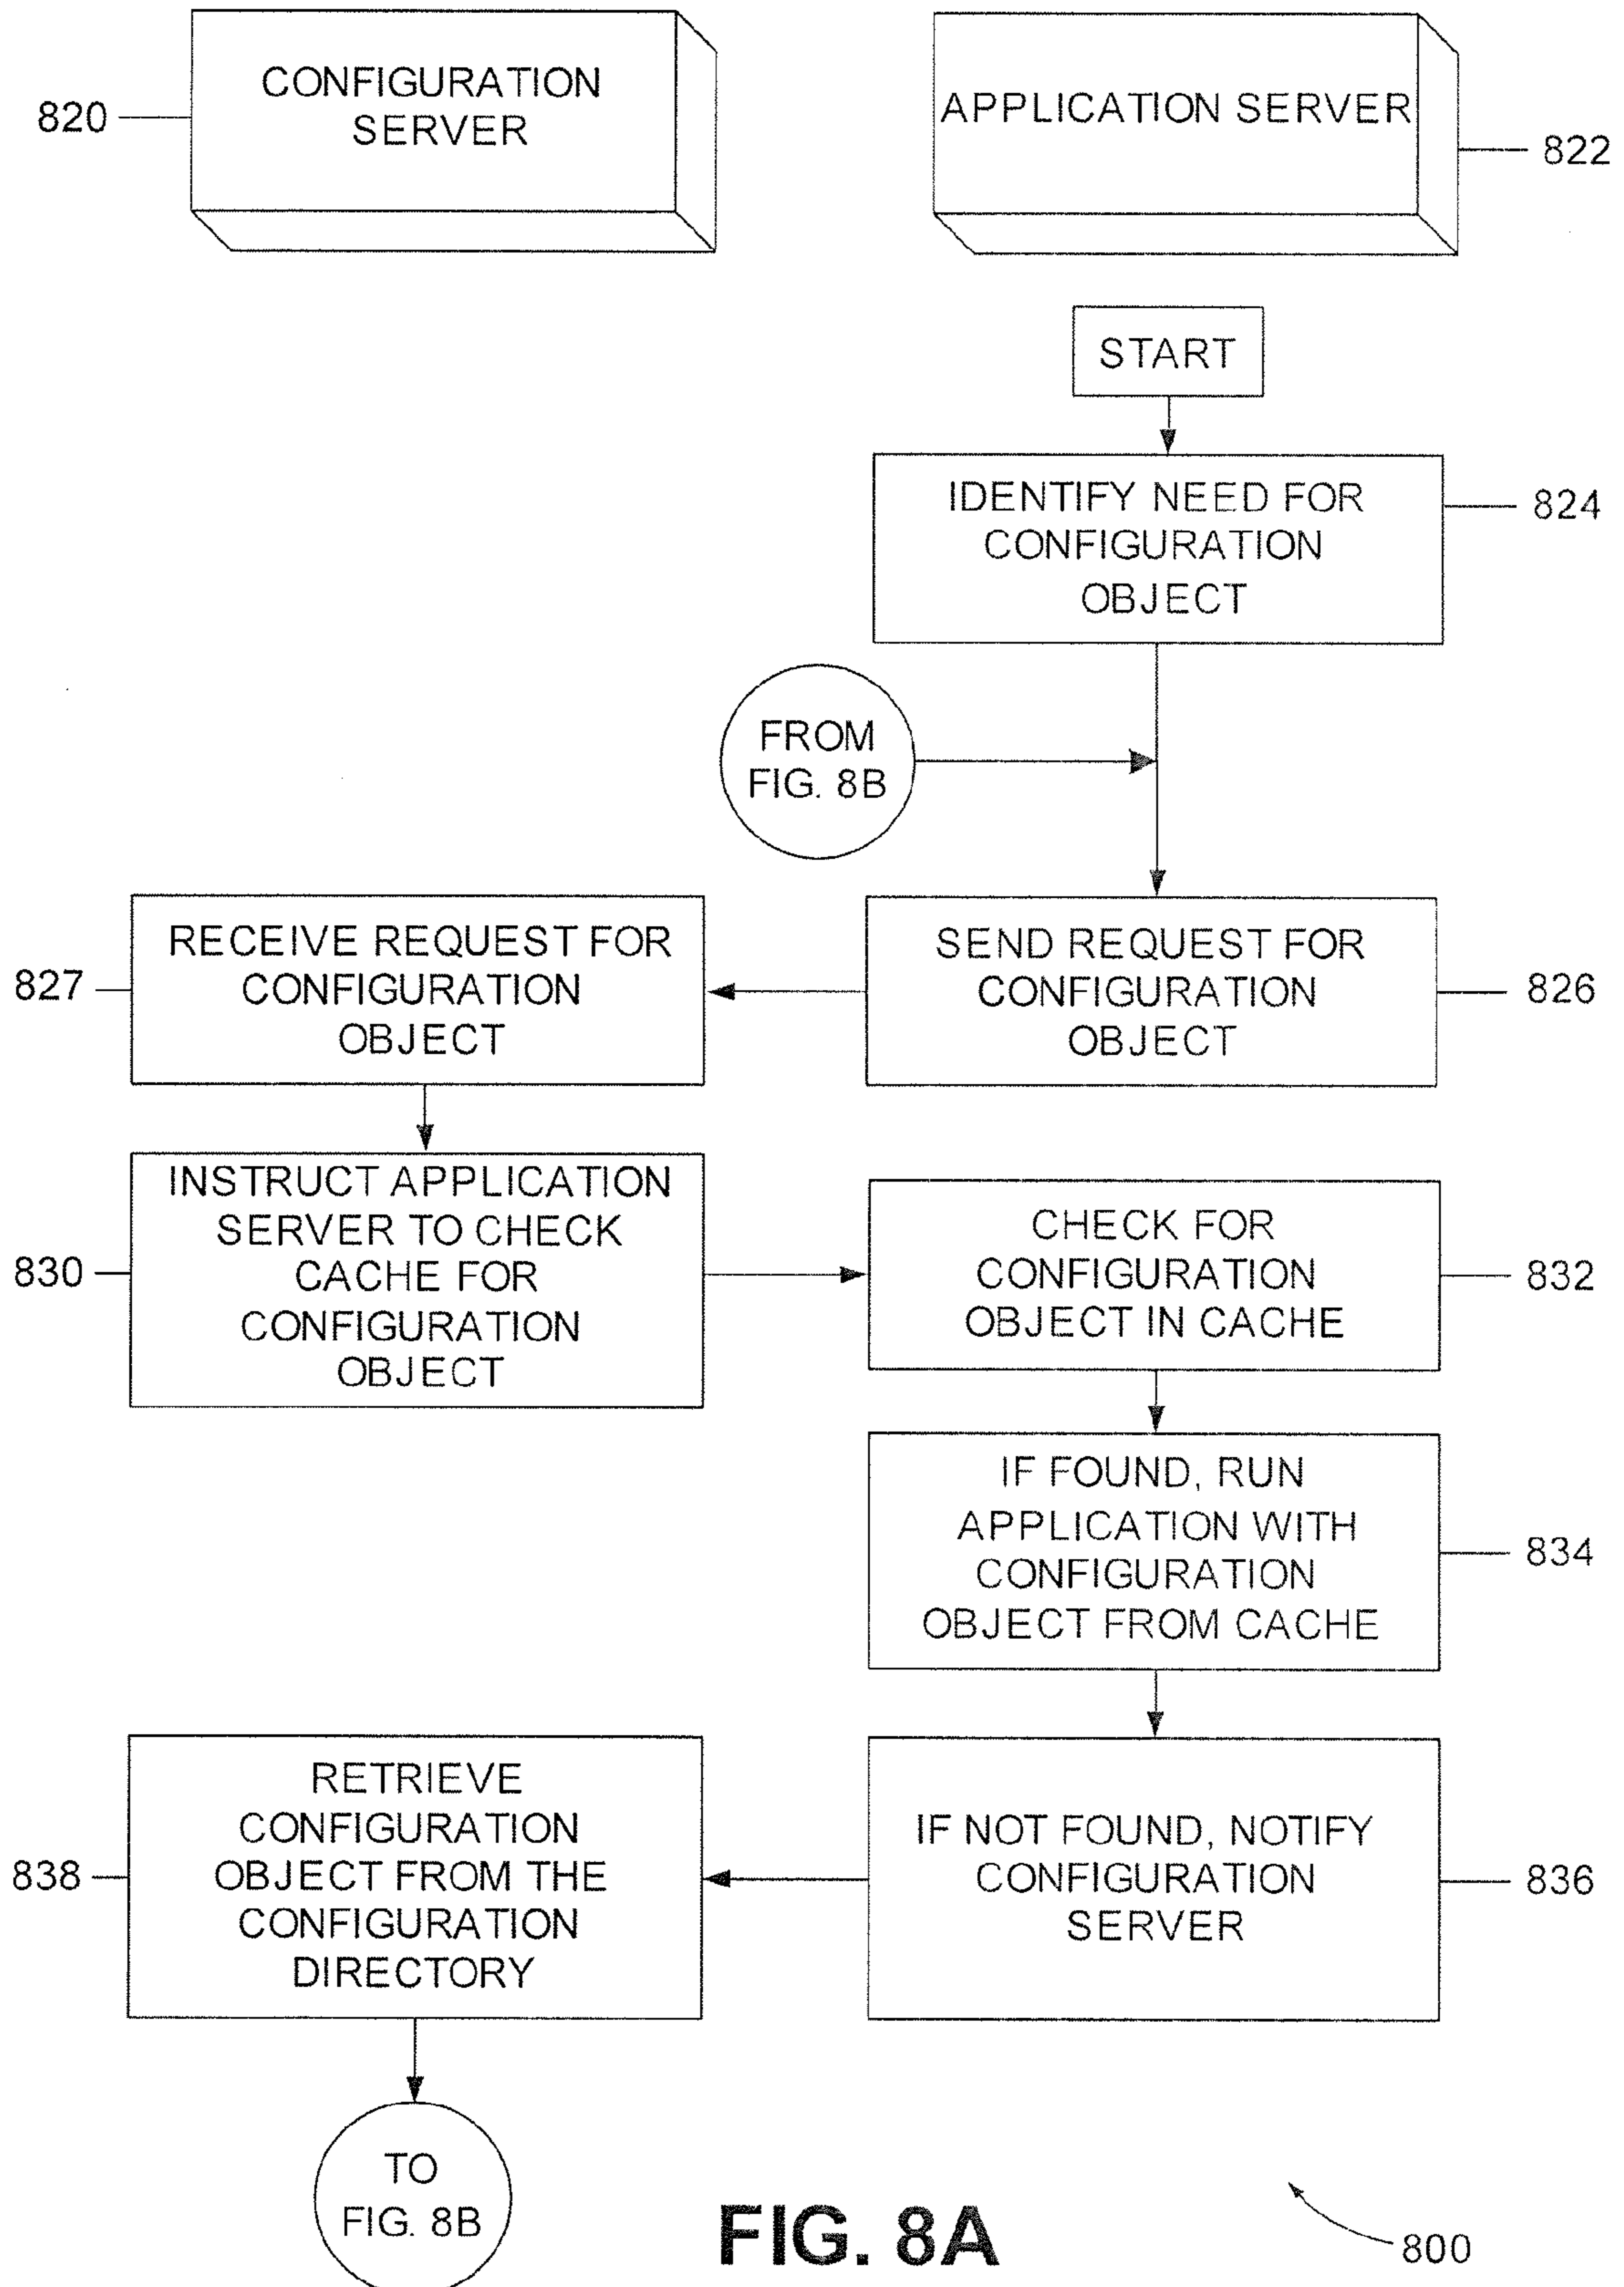 CONFIGURATION
SERVER
820
APPLICATION SERVER
822
START
IDENTIFY NEED FOR
CONFIGURATION
OBJECT
824
FROM
FIG. 8B
RECEIVE REQUEST FOR
CONFIGURATION
OBJECT
827
SEND REQUEST FOR
CONFIGURATION
OBJECT
826
INSTRUCT APPLICATION
SERVER TO CHECK
CACHE FOR
CONFIGURATION
OBJECT
830
CHECK FOR
CONFIGURATION
OBJECT IN CACHE
832
IF FOUND, RUN
APPLICATION WITH
CONFIGURATION
OBJECT FROM CACHE
834
RETRIEVE
CONFIGURATION
OBJECT FROM THE
CONFIGURATION
DIRECTORY
838
IF NOT FOUND, NOTIFY
CONFIGURATION
SERVER
836
TO
FIG. 8B
FIG. 8A
800